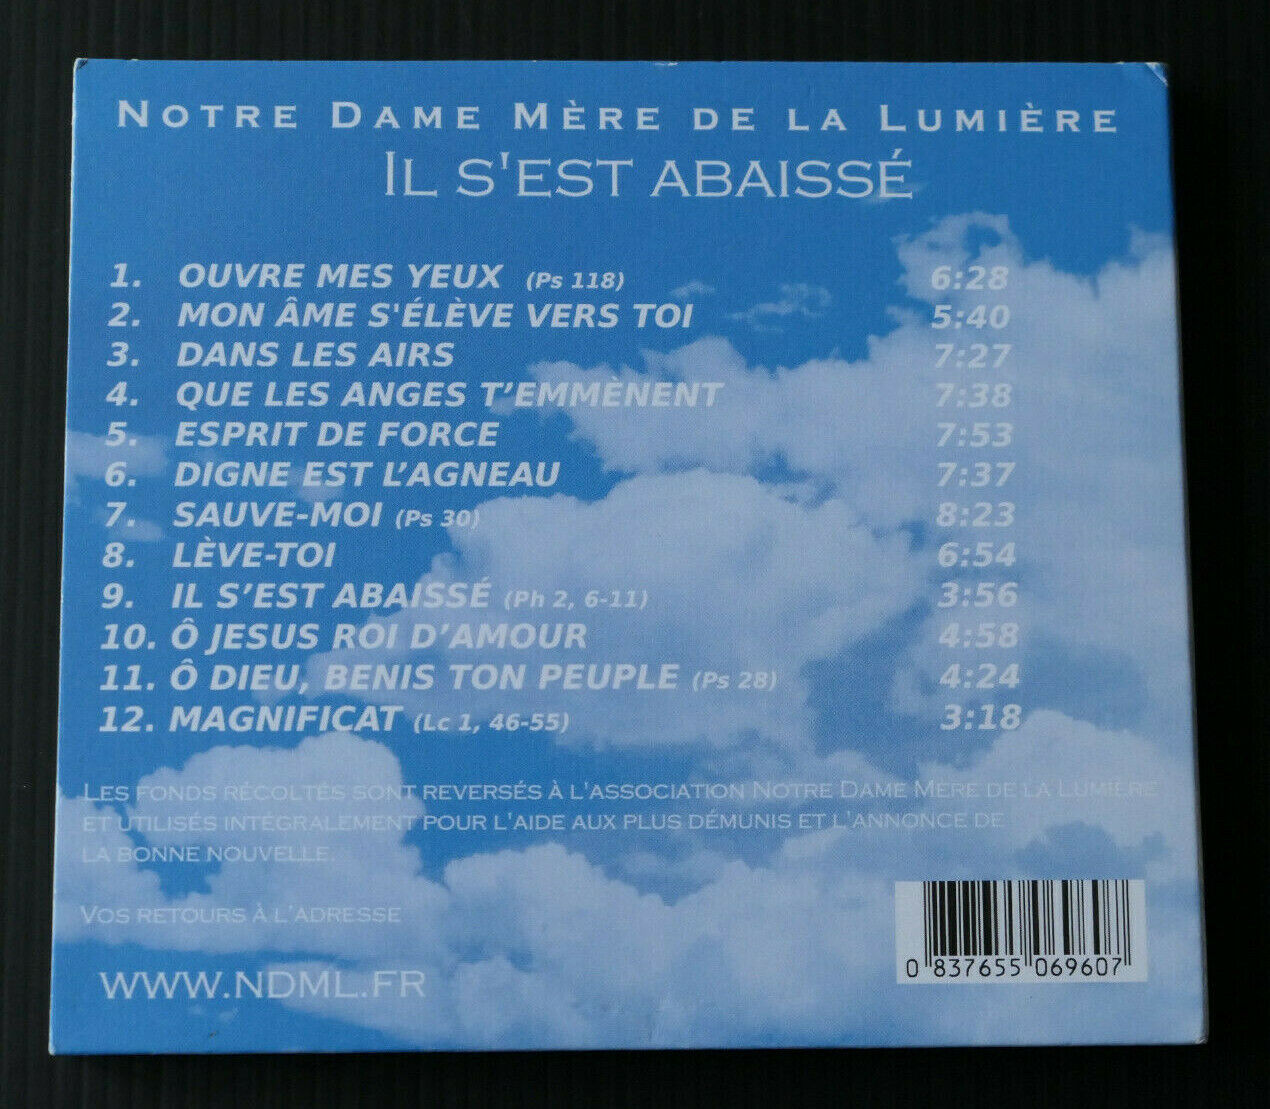 NOTRE DAME MÈRE DE LA LUMIÈRE
IL S'EST ABAISSÉ
1. OUVRE MES YEUX (Ps 118) 6:28
2. MON ÂME S'ÉLÈVE VERS TOI 5:40
3. DANS LES AIRS 7:27
4. QUE LES ANGES T’EMMÈNENT 7:38
5. ESPRIT DE FORCE 7:53
6. DIGNE EST L’AGNEAU 7:37
7. SAUVE-MOI (Ps 30) 8:23
8. LÈVE-TOI 6:54
9. IL S’EST ABAISSÉ (Ph 2, 6-11) 3:56
10. Ô JESUS ROI D’AMOUR 4:58
11. Ô DIEU, BENIS TON PEUPLE (Ps 28) 4:24
12. MAGNIFICAT (Lc 1, 46-55) 3:18
LES FONDS RÉCOLTÉS SONT REVERSÉS À L'ASSOCIATION NOTRE DAME MÈRE DE LA LUMIÈRE
ET UTILISÉS INTÉGRALEMENT POUR L'AIDE AUX PLUS DÉMUNIS ET L'ANNONCE DE
LA BONNE NOUVELLE.
VOS RETOURS À L'ADRESSE
WWW.NDML.FR
0 837655 069607